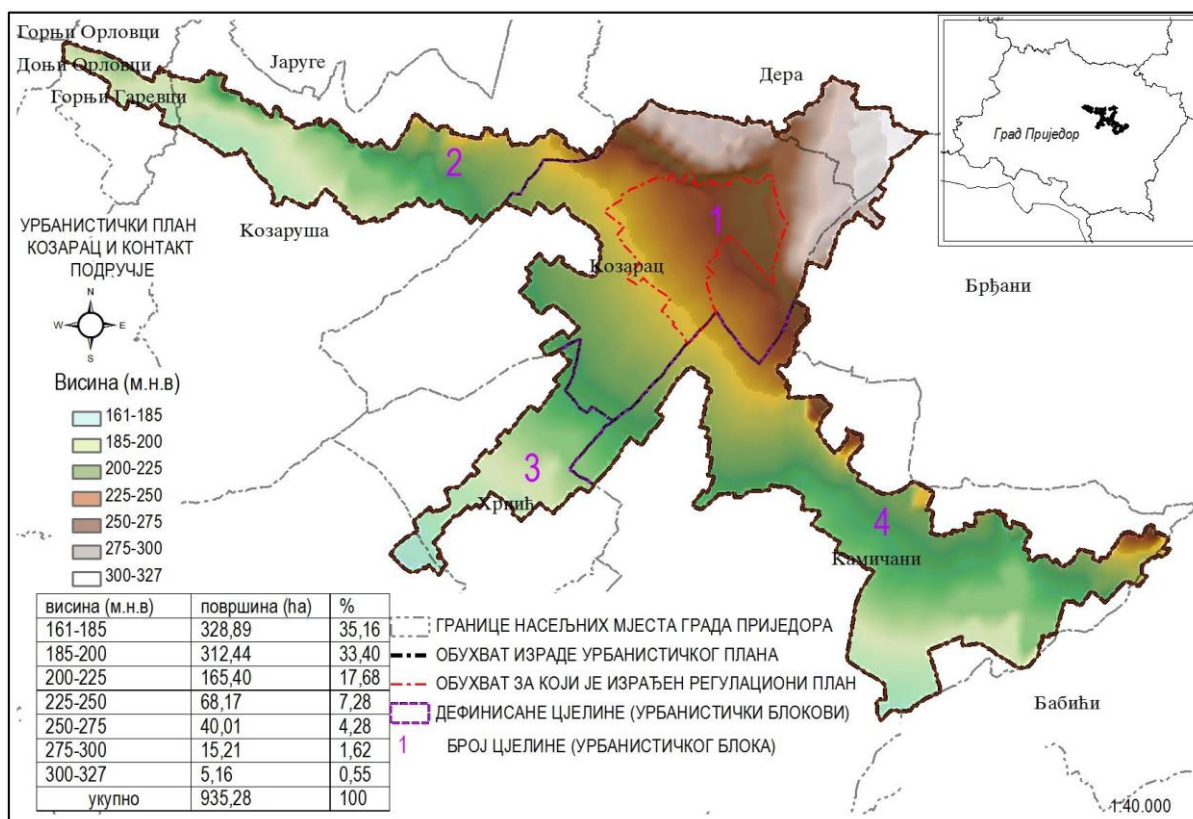 Горњи Орловци
Јаруге
Дера
Доњи Орловци
Горњи Гаревци
Град Приједор
2
1
УРБАНИСТИЧКИ ПЛАН
КОЗАРАЦ И КОНТАКТ
ПОДРУЧЈЕ
Козаруша
Козарац
Брђани
N
W E
S
Висина (м.н.в)
161-185
185-200
200-225
225-250
250-275
275-300
300-327
3
Хрнић
4
Камичани
Бабићи
висина (м.н.в) површина (ha) %
161-185 328,89 35,16
185-200 312,44 33,40
200-225 165,40 17,68
225-250 68,17 7,28
250-275 40,01 4,28
275-300 15,21 1,62
300-327 5,16 0,55
укупно 935,28 100
ГРАНИЦЕ НАСЕЉНИХ МЈЕСТА ГРАДА ПРИЈЕДОРА
ОБУХВАТ ИЗРАДЕ УРБАНИСТИЧКОГ ПЛАНА
ОБУХВАТ ЗА КОЈИ ЈЕ ИЗРАЂЕН РЕГУЛАЦИОНИ ПЛАН
ДЕФИНИСАНЕ ЦЈЕЛИНЕ (УРБАНИСТИЧКИ БЛОКОВИ)
1 БРОЈ ЦЈЕЛИНЕ (УРБАНИСТИЧКОГ БЛОКА)
1:40.000